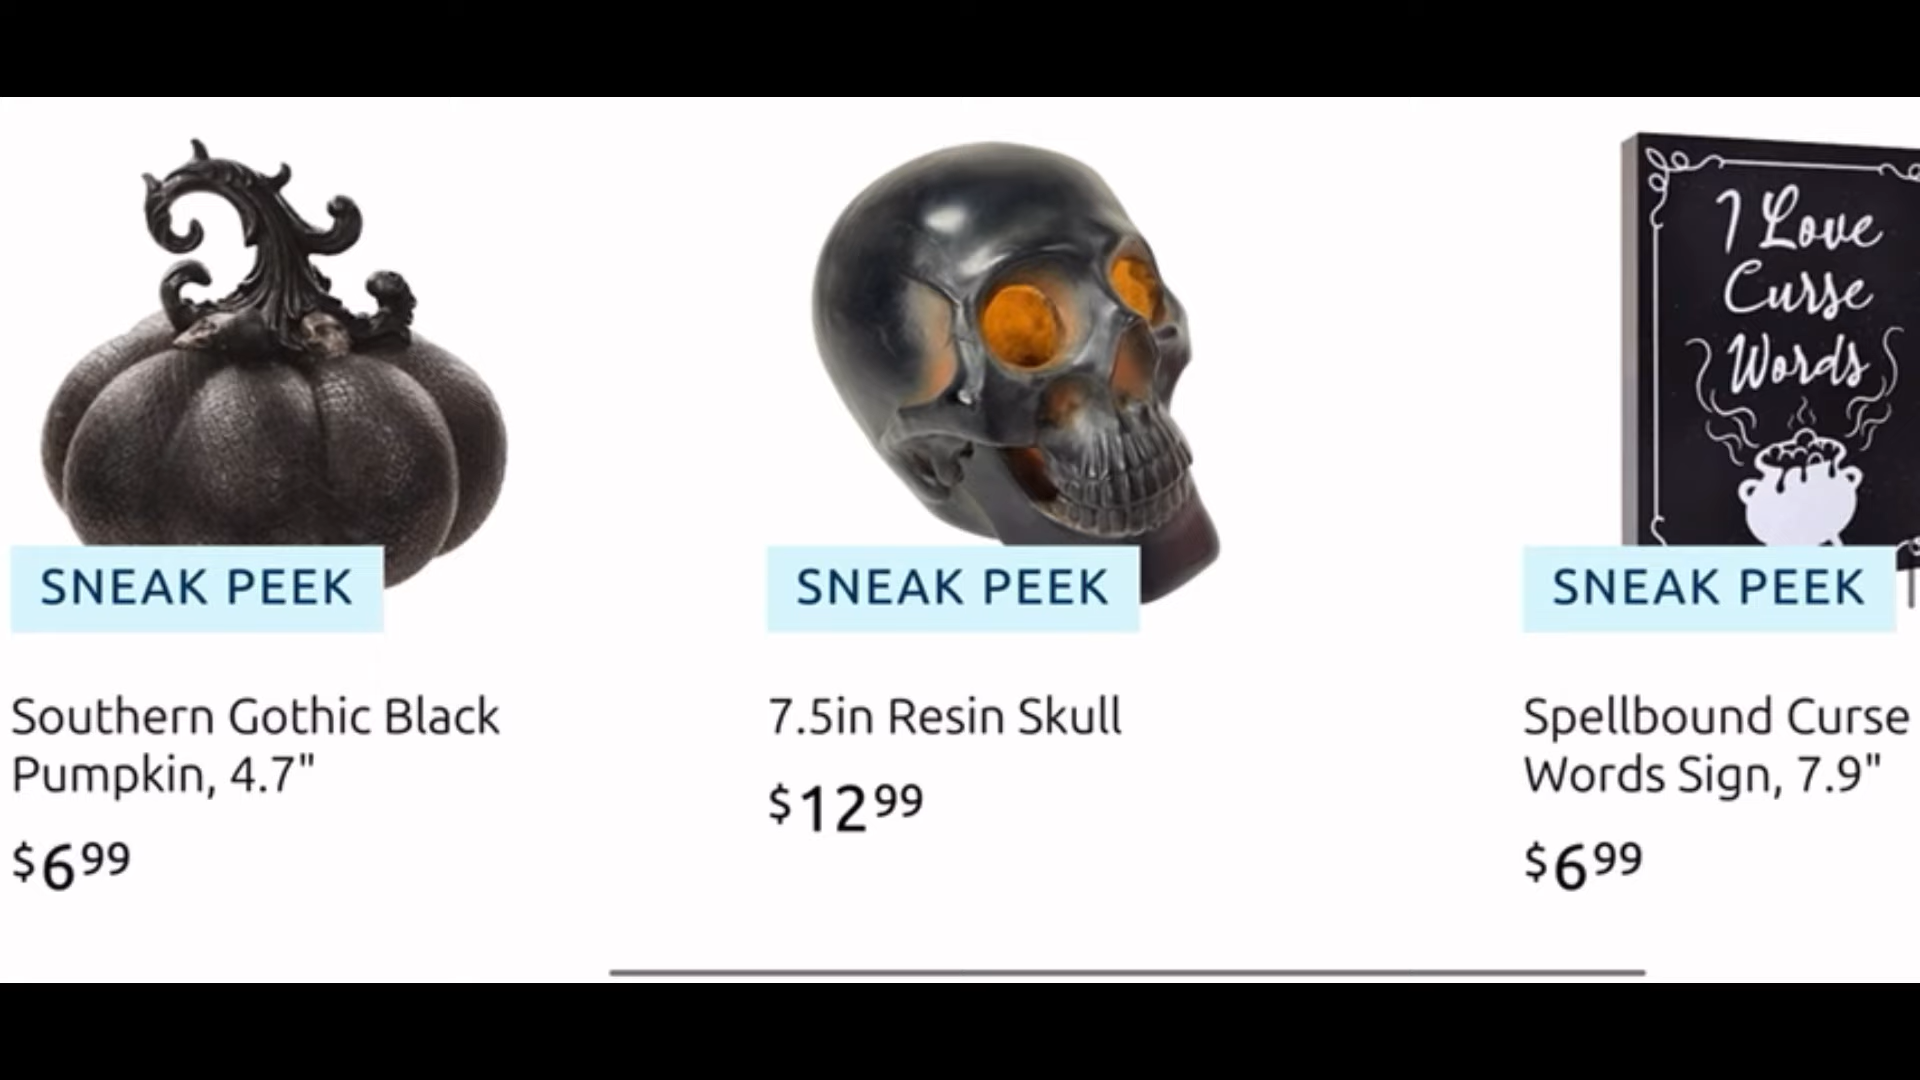 I Love
Curse
Words
SNEAK PEEK
SNEAK PEEK
SNEAK PEEK
Southern Gothic Black
Pumpkin, 4.7"
$6.99
7.5in Resin Skull
$12.99
Spellbound Curse
Words Sign, 7.9"
$6.99